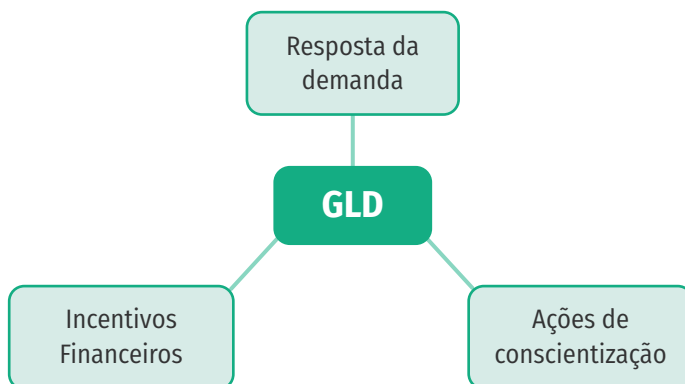 Resposta da
demanda
GLD
Incentivos
Financeiros
Ações de
conscientização